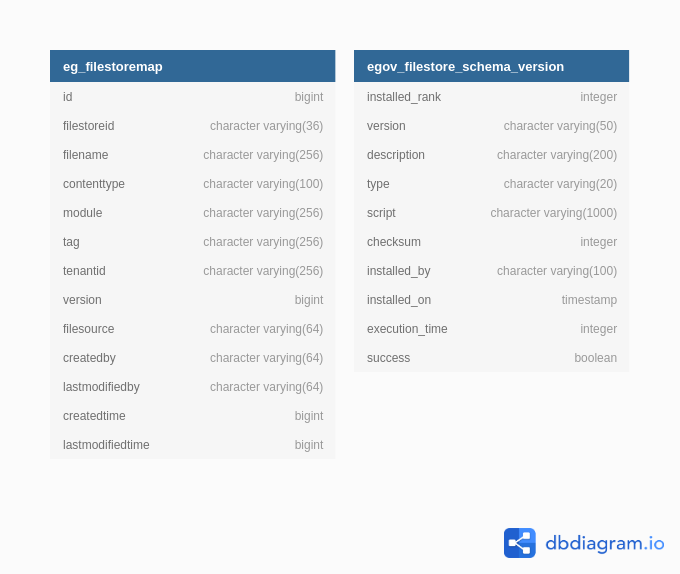 eg_filestoremap
id bigint
filestoreid character varying(36)
filename character varying(256)
contenttype character varying(100)
module character varying(256)
tag character varying(256)
tenantid character varying(256)
version bigint
filesource character varying(64)
createdby character varying(64)
lastmodifiedby character varying(64)
createdtime bigint
lastmodifiedtime bigint
egov_filestore_schema_version
installed_rank integer
version character varying(50)
description character varying(200)
type character varying(20)
script character varying(1000)
checksum integer
installed_by character varying(100)
installed_on timestamp
execution_time integer
success boolean
dbdiagram.io